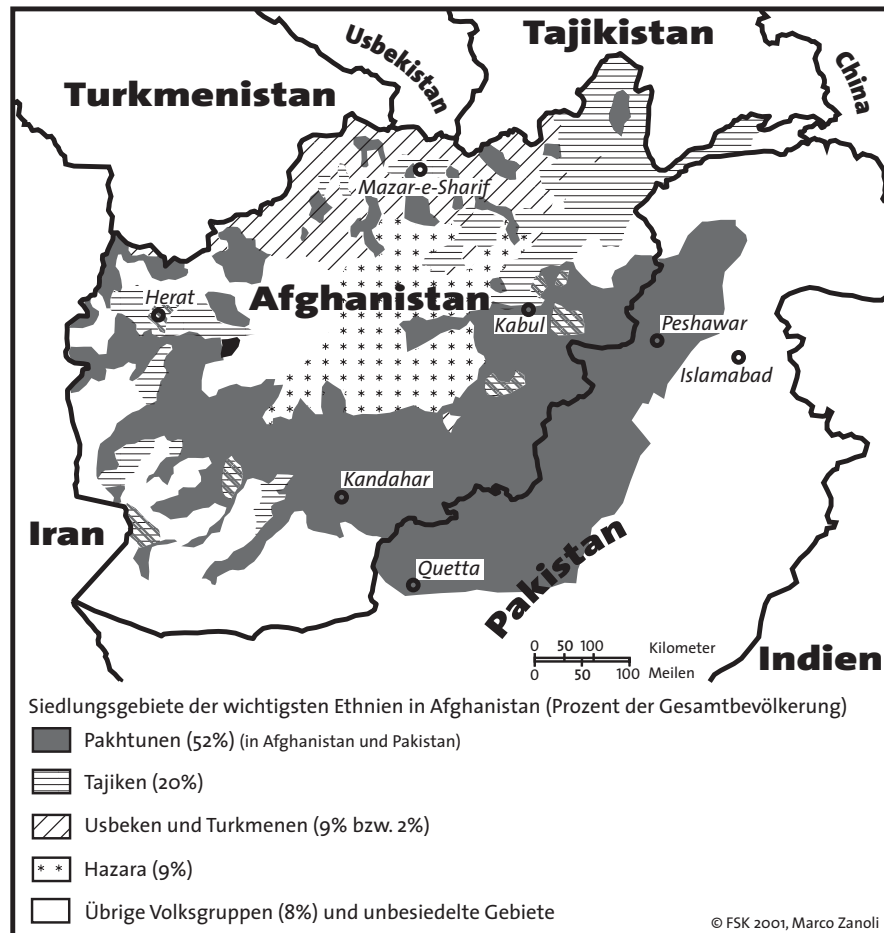 Usbekistan
Tajikistan
China
Turkmenistan
Mazar-e-Sharif
Herat
Afghanistan
Kabul
Peshawar
Islamabad
Kandahar
Iran
Quetta
Pakistan
Indien
0 50 100 Kilometer
0 50 100 Meilen
Siedlungsgebiete der wichtigsten Ethnien in Afghanistan (Prozent der Gesamtbevölkerung)
Pakhtunen (52%) (in Afghanistan und Pakistan)
Tajiken (20%)
Usbeken und Turkmenen (9% bzw. 2%)
Hazara (9%)
Übrige Volksgruppen (8%) und unbesiedelte Gebiete
© FSK 2001, Marco Zanoli